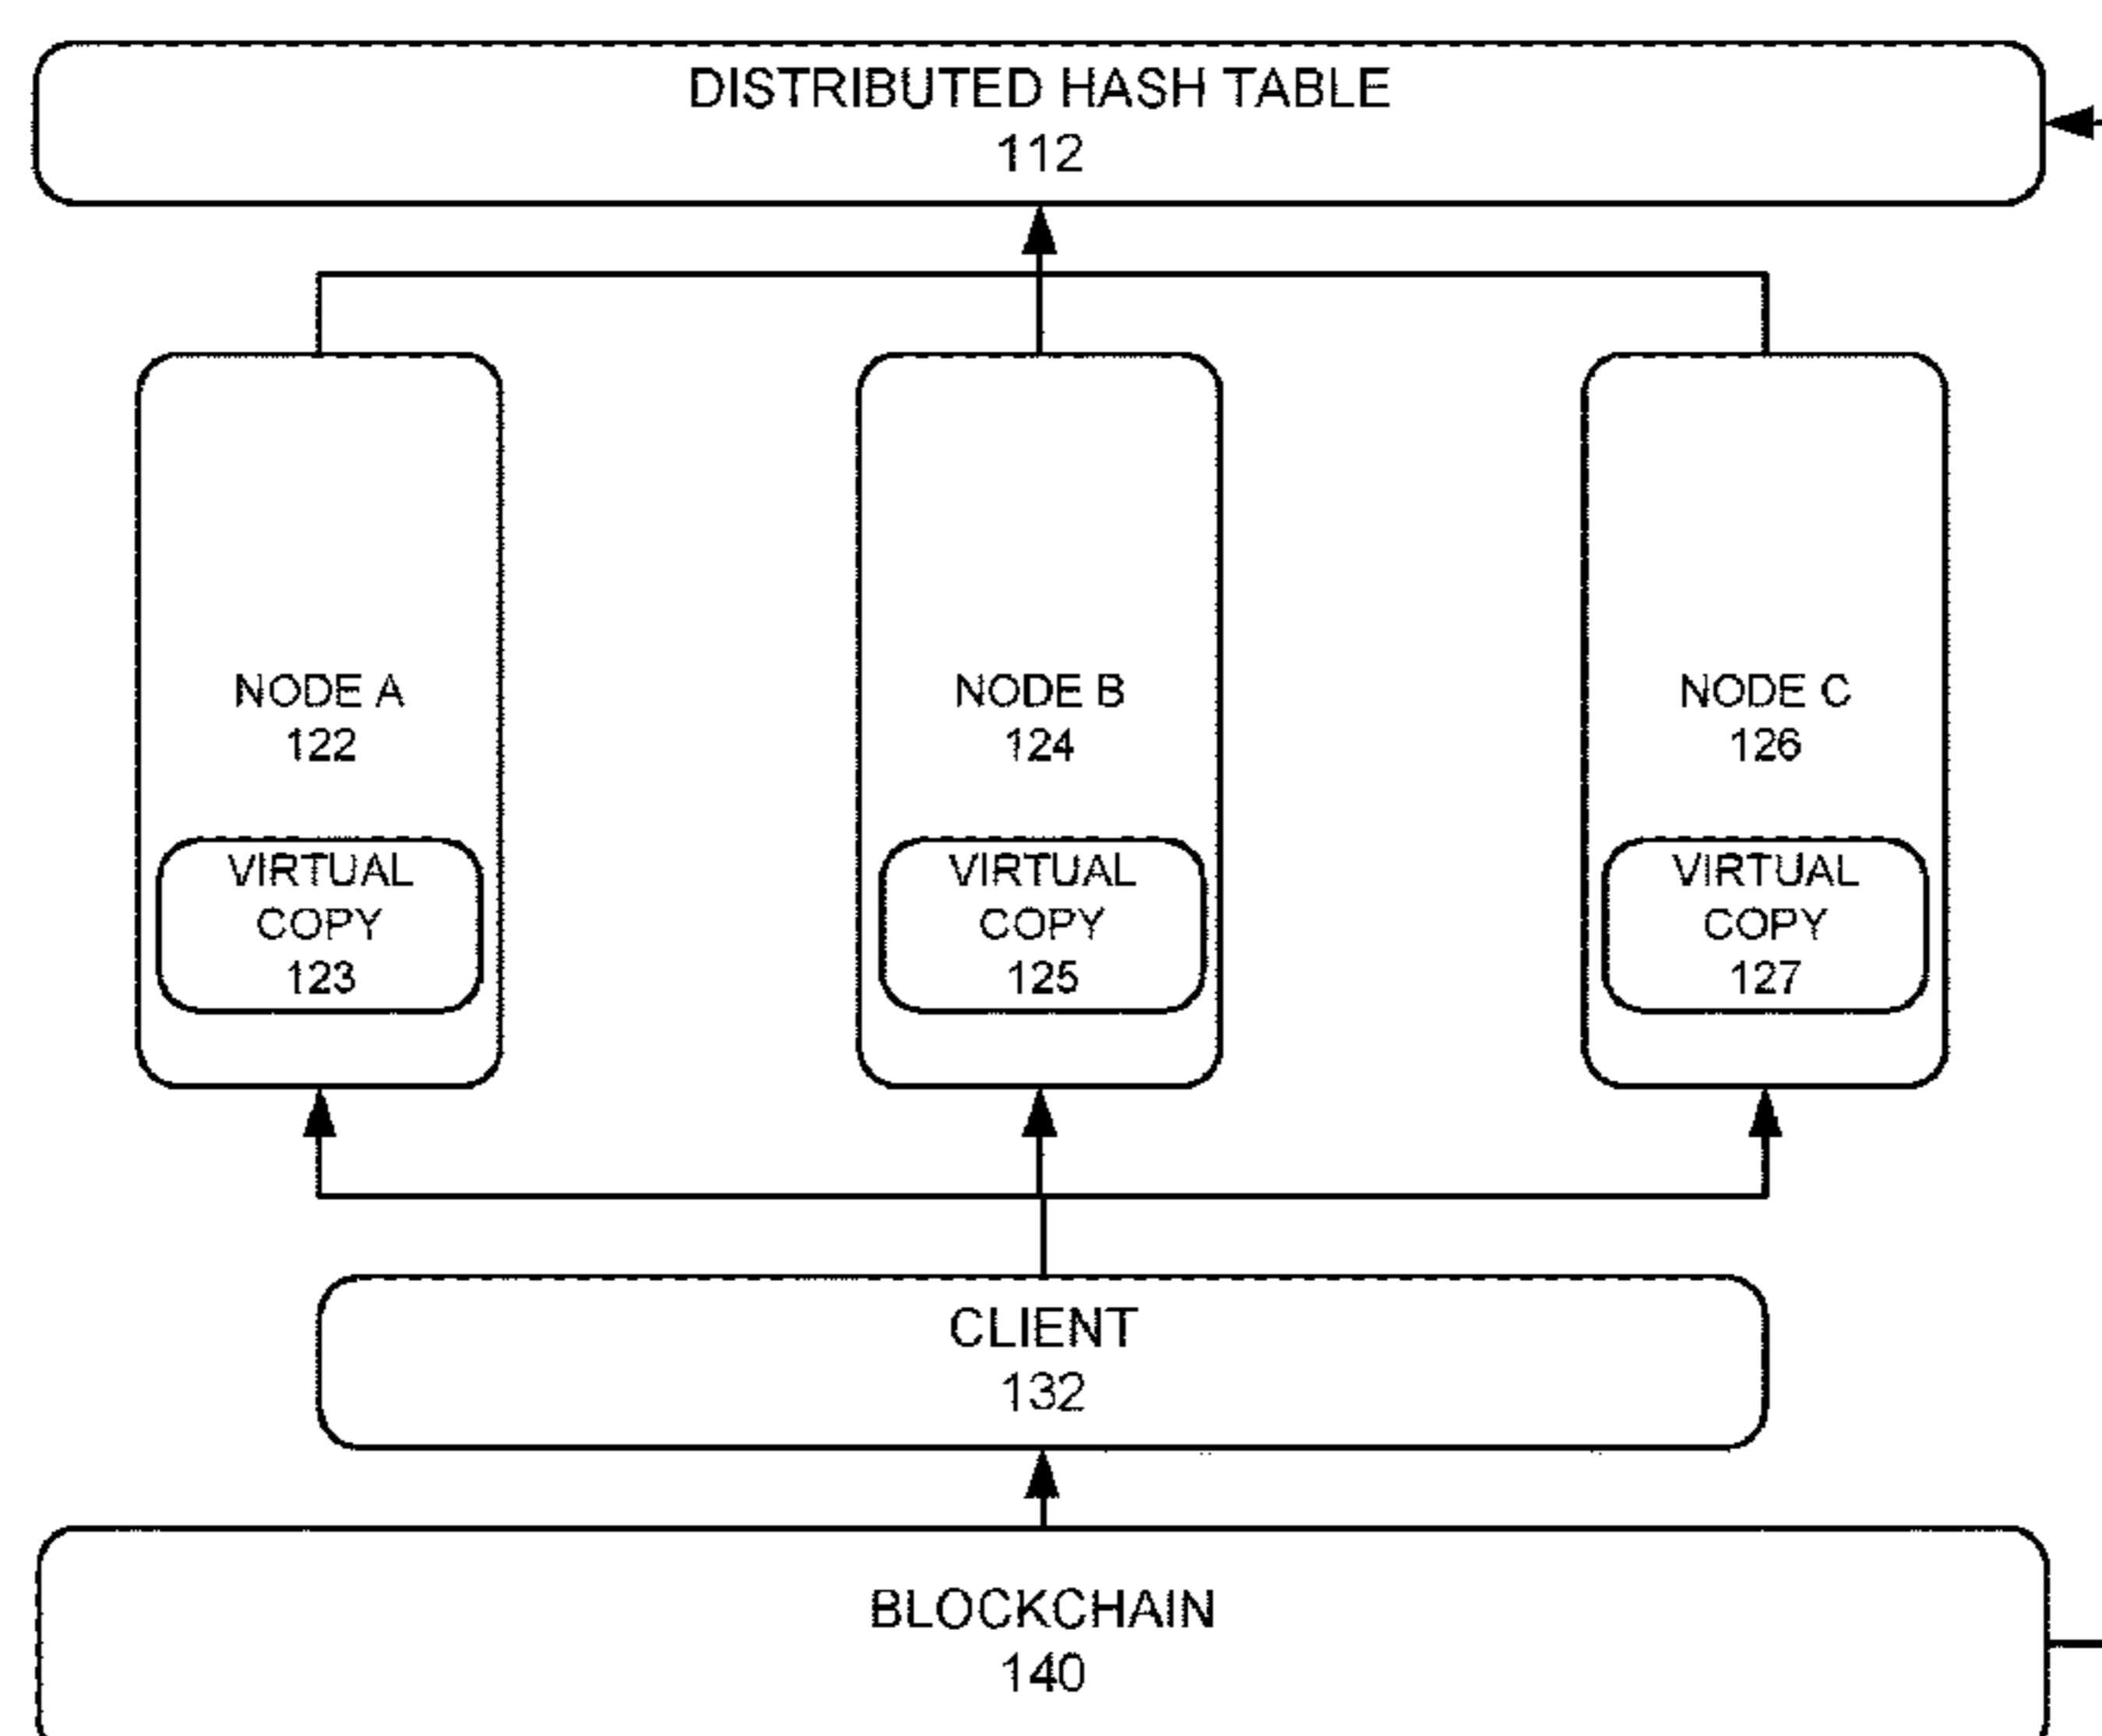 DISTRIBUTED HASH TABLE
112
NODE A
122
NODE B
124
NODE C
126
VIRTUAL
COPY
123
VIRTUAL
COPY
125
VIRTUAL
COPY
127
CLIENT
132
BLOCKCHAIN
140